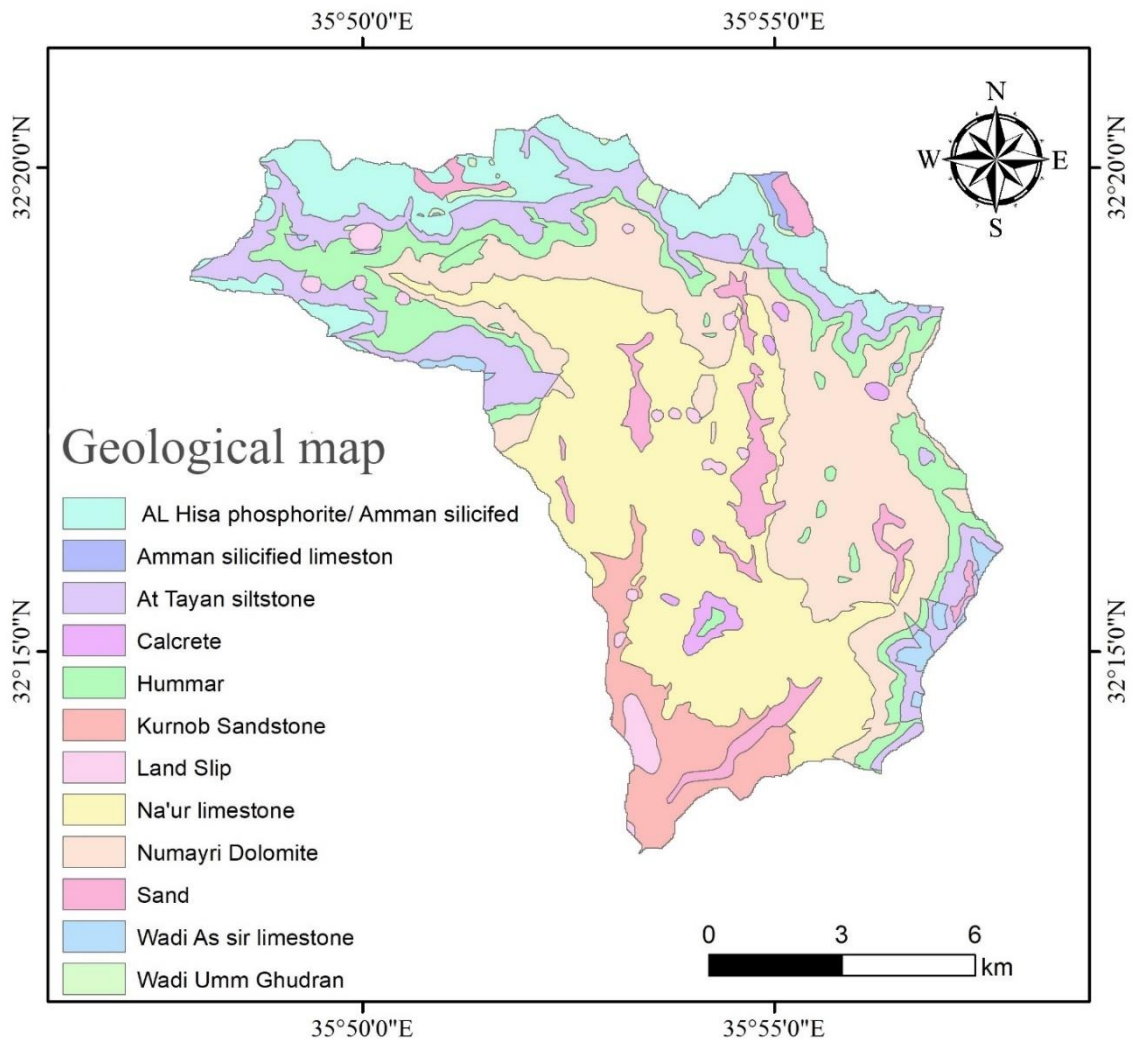 35°50'0"E 35°55'0"E
N
W E
S
32°20'0"N 32°20'0"N
Geological map
AL Hisa phosphorite/ Amman silicifed
Amman silicified limeston
At Tayan siltstone
Calcrete
Hummar
Kurnob Sandstone
Land Slip
Na'ur limestone
Numayri Dolomite
Sand
Wadi As sir limestone
Wadi Umm Ghudran
32°15'0"N 32°15'0"N
0 3 6
km
35°50'0"E 35°55'0"E